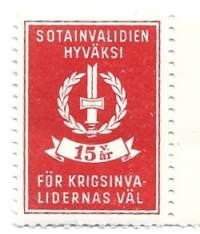 SOTAINVALIDIEN
HYVÄKSI
15 v.
år
FÖR KRIGSINVA-
LIDERNAS VÄL